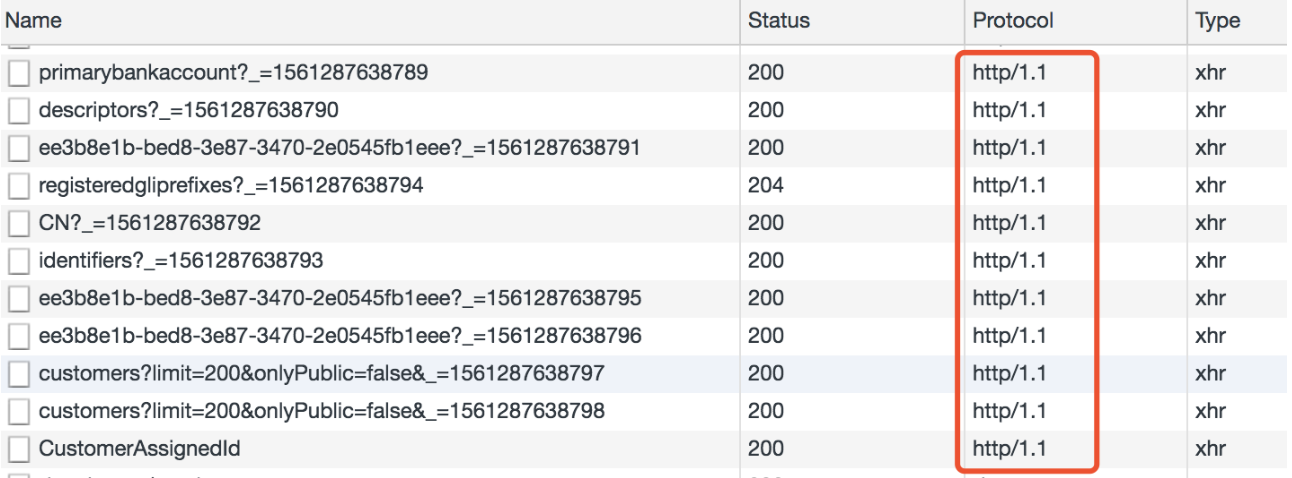 Name Status Protocol Type
primarybankaccount?_=1561287638789 200 http/1.1 xhr
descriptors?_=1561287638790 200 http/1.1 xhr
ee3b8e1b-bed8-3e87-3470-2e0545fb1eee?_=1561287638791 200 http/1.1 xhr
registeredgliprefixes?_=1561287638794 204 http/1.1 xhr
CN?_=1561287638792 200 http/1.1 xhr
identifiers?_=1561287638793 200 http/1.1 xhr
ee3b8e1b-bed8-3e87-3470-2e0545fb1eee?_=1561287638795 200 http/1.1 xhr
ee3b8e1b-bed8-3e87-3470-2e0545fb1eee?_=1561287638796 200 http/1.1 xhr
customers?limit=200&onlyPublic=false&_=1561287638797 200 http/1.1 xhr
customers?limit=200&onlyPublic=false&_=1561287638798 200 http/1.1 xhr
CustomerAssignedId 200 http/1.1 xhr